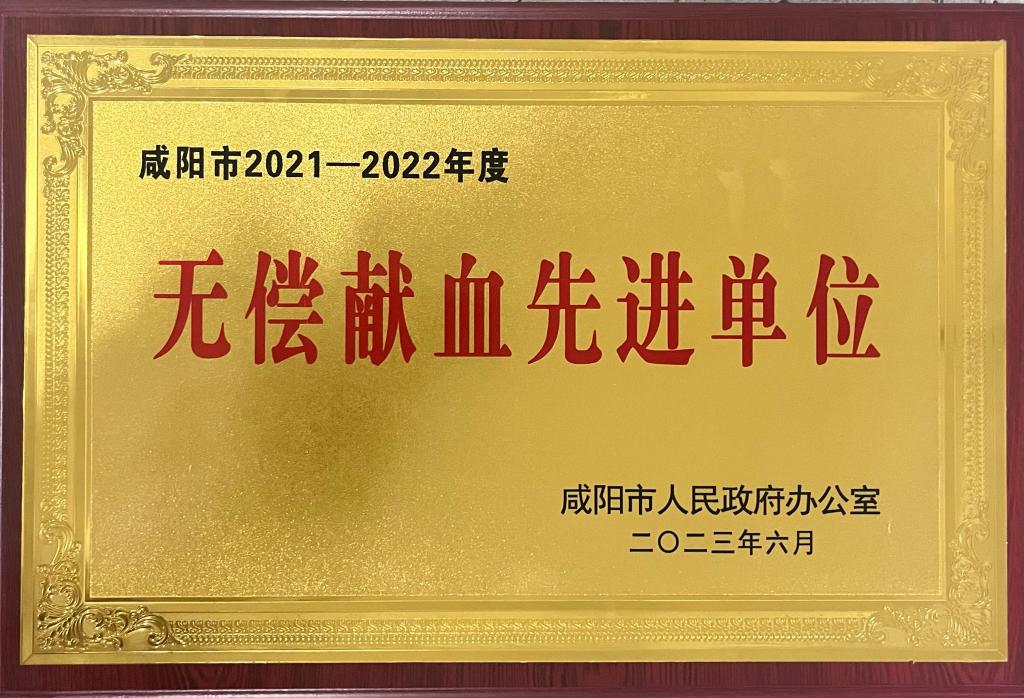 咸阳市2021—2022年度
无偿献血先进单位
咸阳市人民政府办公室
二〇二三年六月